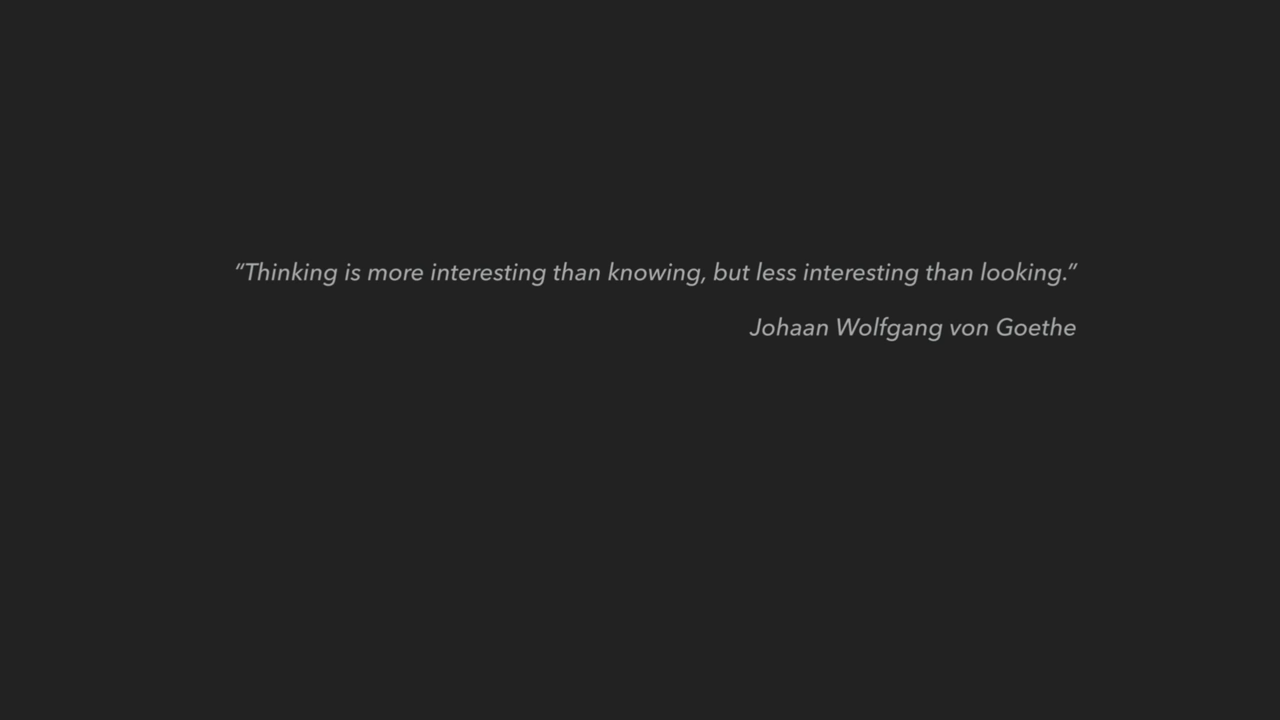 “Thinking is more interesting than knowing, but less interesting than looking.”
Johaan Wolfgang von Goethe